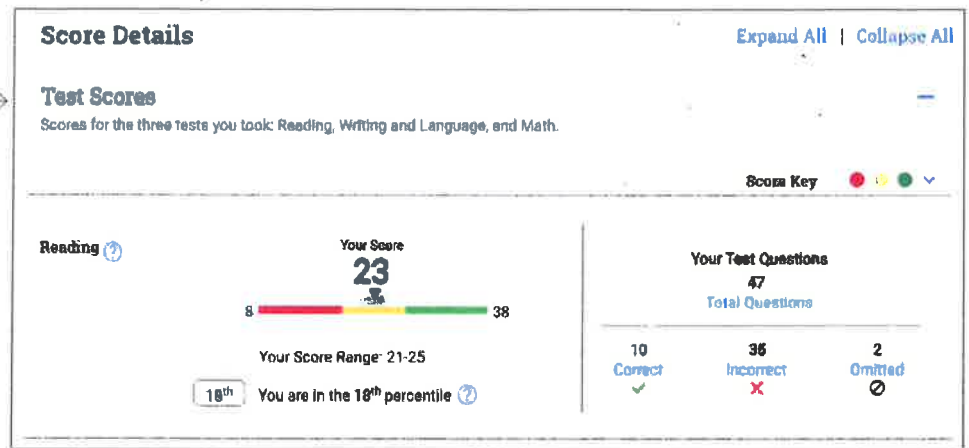 Score Details
Expand All | Collapse All
Test Scores
Scores for the three tests you took: Reading, Writing and Language, and Math.
Score Key
Reading ?
Your Score
23
8
38
Your Score Range: 21-25
18th You are in the 18th percentile ?
Your Test Questions
47
Total Questions
10
Correct
35
Incorrect
2
Omitted